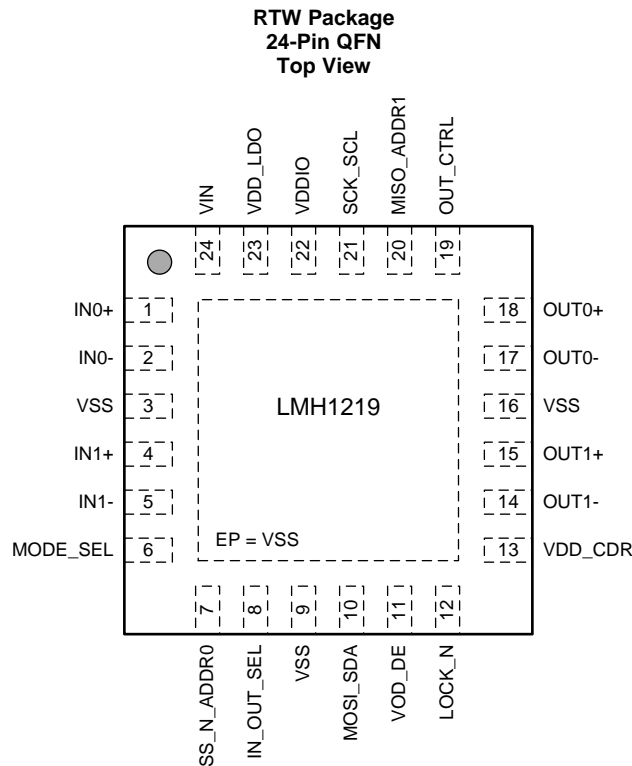 RTW Package
24-Pin QFN
Top View
VIN
VDD_LDO
VDDIO
SCK_SCL
MISO_ADDR1
OUT_CTRL
24
23
22
21
20
19
IN0+ 1
18 OUT0+
IN0- 2
17 OUT0-
VSS 3
LMH1219
16 VSS
IN1+ 4
15 OUT1+
IN1- 5
14 OUT1-
MODE_SEL 6
EP = VSS
13 VDD_CDR
7
8
9
10
11
12
SS_N_ADDR0
IN_OUT_SEL
VSS
MOSI_SDA
VOD_DE
LOCK_N